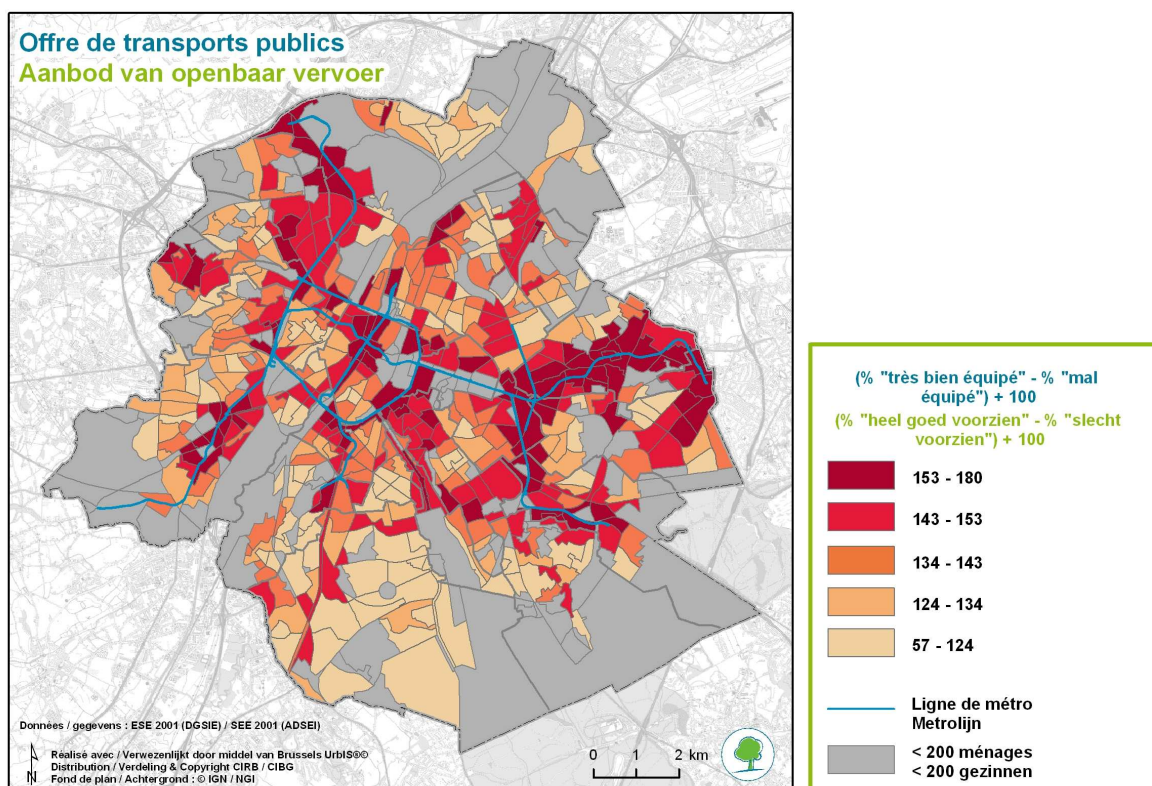 Offre de transports publics
Aanbod van openbaar vervoer
Données / gegevens : ESE 2001 (DGSIE) / SEE 2001 (ADSEI)
N
Réalisé avec / Verwezenlijkt door middel van Brussels UrbIS®©
Distribution / Verdeling & Copyright CIRB / CIBG
Fond de plan / Achtergrond : © IGN / NGI
0 1 2 km
(% "très bien équipé" - % "mal
équipé") + 100
(% "heel goed voorzien" - % "slecht
voorzien") + 100
153 - 180
143 - 153
134 - 143
124 - 134
57 - 124
Ligne de métro
Metrolijn
< 200 ménages
< 200 gezinnen